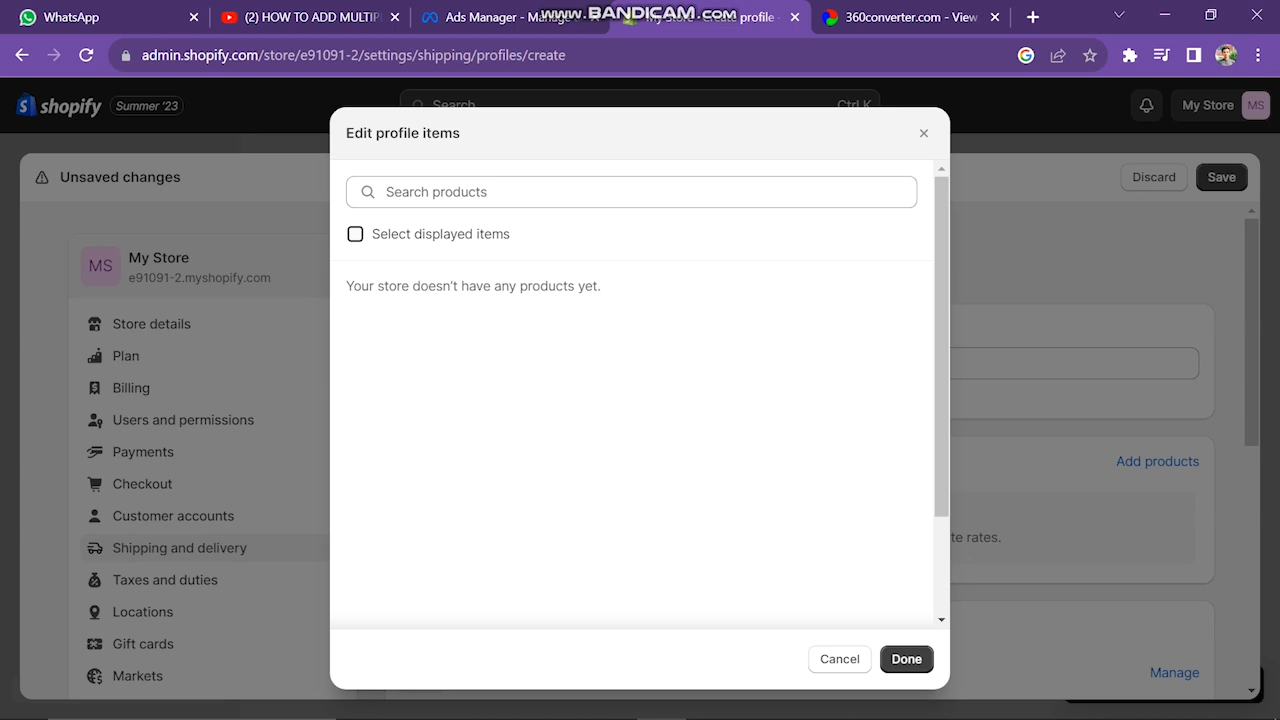 WhatsApp
(2) HOW TO ADD MULTIPL
Ads Manager - Manage
www.BANDICAM.com
profile
360converter.com - View
admin.shopify.com/store/e91091-2/settings/shipping/profiles/create
shopify
Summer '23
Search
Ctrl K
My Store
MS
Edit profile items
Unsaved changes
Discard
Save
Search products
Select displayed items
MS
My Store
e91091-2.myshopify.com
Your store doesn't have any products yet.
Store details
Plan
Billing
Users and permissions
Payments
Add products
Checkout
Customer accounts
te rates.
Shipping and delivery
Taxes and duties
Locations
Gift cards
Cancel
Done
Markets
Manage